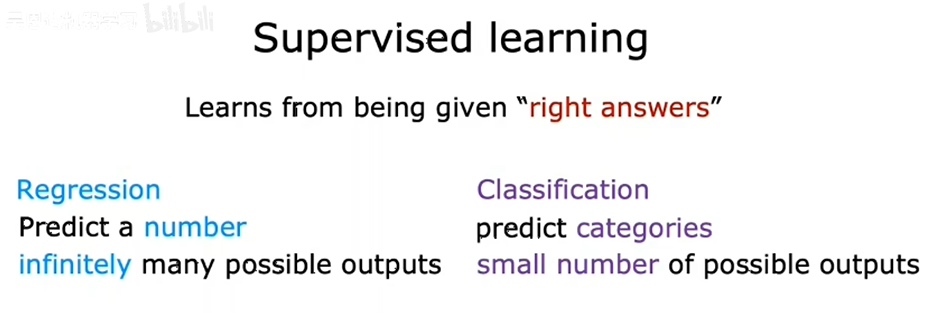 bilibili
Supervised learning
Learns from being given “right answers”
Regression
Predict a number
infinitely many possible outputs
Classification
predict categories
small number of possible outputs